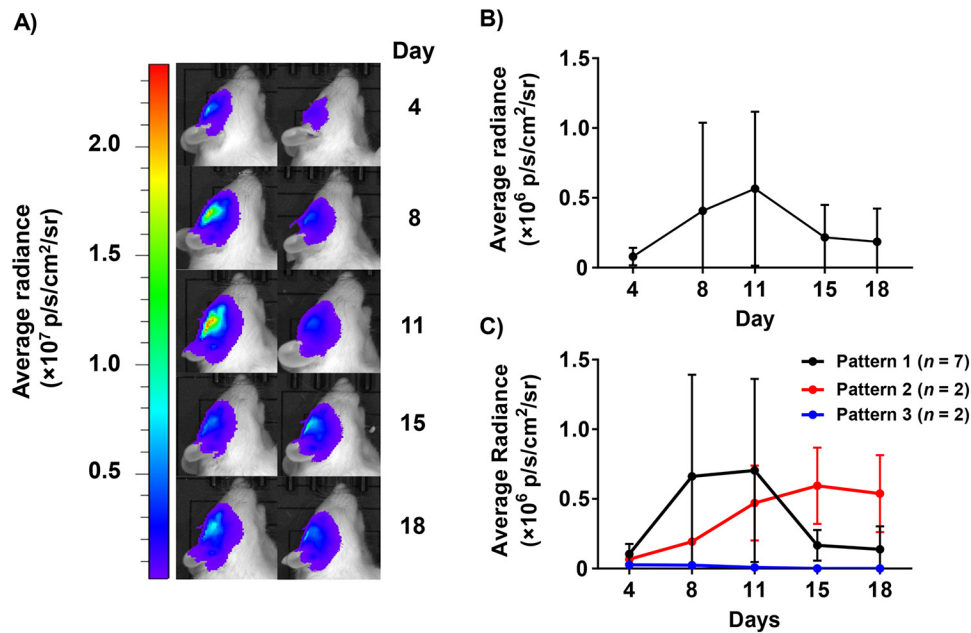 A)
Day
4
8
11
15
18
2.0
1.5
1.0
0.5
Average radiance
(×10⁷ p/s/cm²/sr)
B)
Average radiance
(×10⁶ p/s/cm²/sr)
1.5
1.0
0.5
0
4 8 11 15 18
Day
C)
Average Radiance
(×10⁶ p/s/cm²/sr)
1.5
1.0
0.5
0
Pattern 1 (n = 7)
Pattern 2 (n = 2)
Pattern 3 (n = 2)
4 8 11 15 18
Days